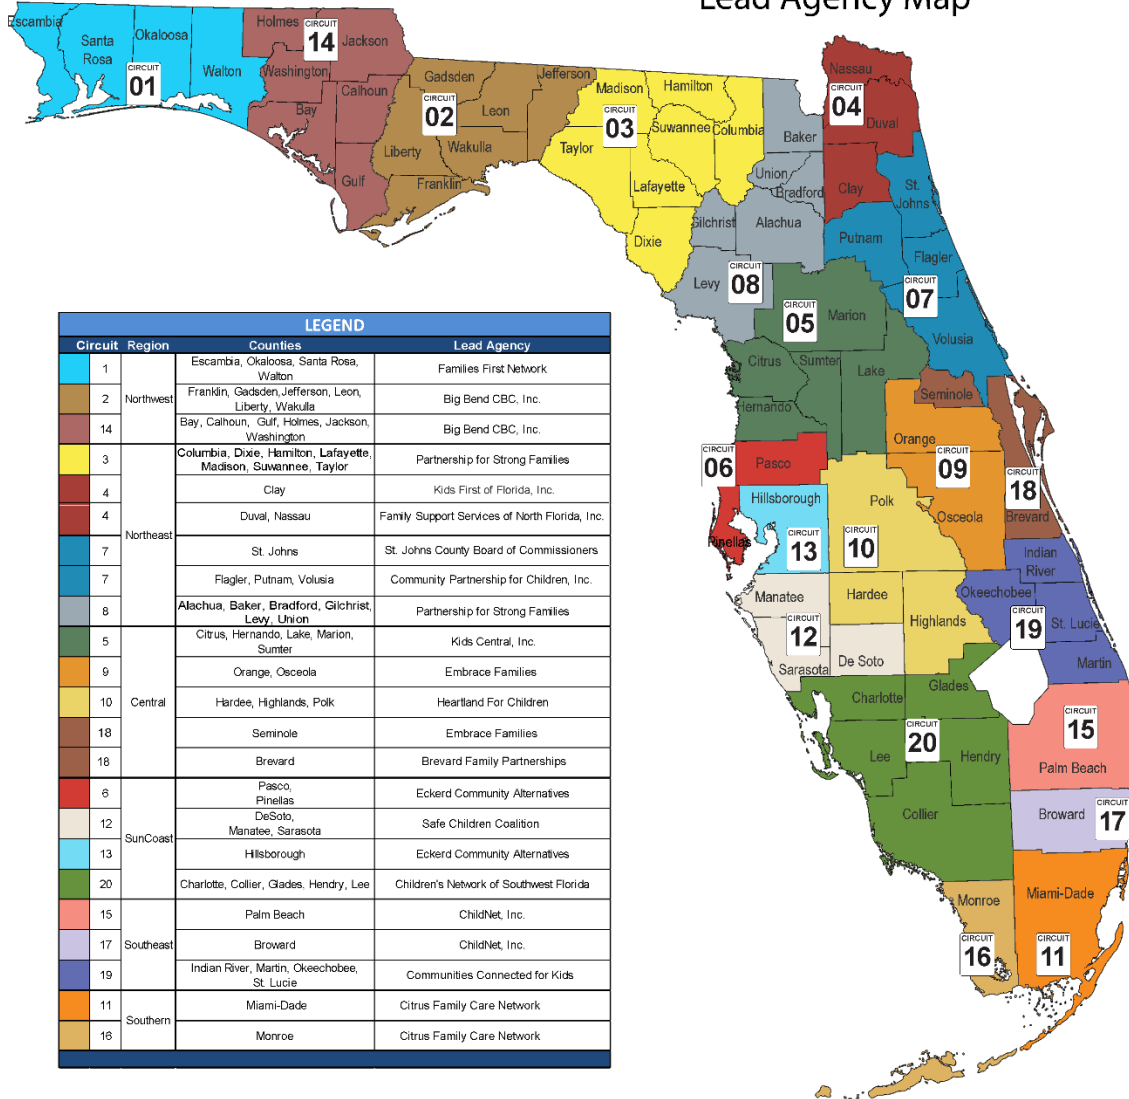 Lead Agency Map
Escambia
Santa
Rosa
Okaloosa
Walton
CIRCUIT
01
Holmes
CIRCUIT
14
Jackson
Washington
Calhoun
Bay
Gulf
Gadsden
Jefferson
CIRCUIT
02
Leon
Liberty
Wakulla
Franklin
Madison
Hamilton
CIRCUIT
03
Suwannee
Columbia
Taylor
Lafayette
Dixie
Nassau
CIRCUIT
04
Duval
Baker
Union
Bradford
Clay
St.
Johns
Gilchrist
Alachua
Putnam
Flagler
Levy
CIRCUIT
08
CIRCUIT
07
CIRCUIT
05
Marion
Volusia
Citrus
Sumter
Lake
Seminole
Hernando
Orange
CIRCUIT
06
Pasco
CIRCUIT
09
CIRCUIT
18
Hillsborough
Polk
Osceola
Brevard
Pinellas
CIRCUIT
13
CIRCUIT
10
Indian
River
Manatee
Hardee
Okeechobee
Highlands
CIRCUIT
19
St. Lucie
CIRCUIT
12
De Soto
Sarasota
Martin
Charlotte
Glades
CIRCUIT
15
CIRCUIT
20
Lee
Hendry
Palm Beach
Collier
Broward
CIRCUIT
17
Monroe
Miami-Dade
CIRCUIT
16
CIRCUIT
11
LEGEND
Circuit Region Counties Lead Agency
1 Escambia, Okaloosa, Santa Rosa, Families First Network
Walton
Northwest
2 Franklin, Gadsden,Jefferson, Leon, Big Bend CBC, Inc.
Liberty, Wakulla
14 Bay, Calhoun, Gulf, Holmes, Jackson, Big Bend CBC, Inc.
Washington
3 Columbia, Dixie, Hamilton, Lafayette, Partnership for Strong Families
Madison, Suwannee, Taylor
4 Clay Kids First of Florida, Inc.
4 Duval, Nassau Family Support Services of North Florida, Inc.
Northeast
7 St. Johns St. Johns County Board of Commissioners
7 Flagler, Putnam, Volusia Community Partnership for Children, Inc.
8 Alachua, Baker, Bradford, Gilchrist, Partnership for Strong Families
Levy, Union
5 Citrus, Hernando, Lake, Marion, Kids Central, Inc.
Sumter
9 Orange, Osceola Embrace Families
10 Central Hardee, Highlands, Polk Heartland For Children
18 Seminole Embrace Families
18 Brevard Brevard Family Partnerships
6 Pasco, Eckerd Community Alternatives
Pinellas
12 DeSoto, Safe Children Coalition
Manatee, Sarasota
SunCoast
13 Hillsborough Eckerd Community Alternatives
20 Charlotte, Collier, Glades, Hendry, Lee Children's Network of Southwest Florida
15 Palm Beach ChildNet, Inc.
17 Southeast Broward ChildNet, Inc.
19 Indian River, Martin, Okeechobee, Communities Connected for Kids
St. Lucie
11 Miami-Dade Citrus Family Care Network
Southern
16 Monroe Citrus Family Care Network